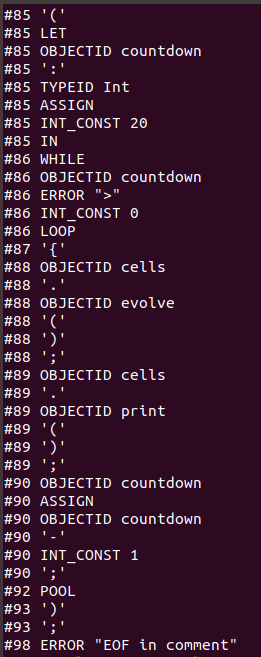 #85 '('
#85 LET
#85 OBJECTID countdown
#85 ':'
#85 TYPEID Int
#85 ASSIGN
#85 INT_CONST 20
#85 IN
#86 WHILE
#86 OBJECTID countdown
#86 ERROR ">"
#86 INT_CONST 0
#86 LOOP
#87 '{'
#88 OBJECTID cells
#88 '.'
#88 OBJECTID evolve
#88 '('
#88 ')'
#88 ';'
#89 OBJECTID cells
#89 '.'
#89 OBJECTID print
#89 '('
#89 ')'
#89 ';'
#90 OBJECTID countdown
#90 ASSIGN
#90 OBJECTID countdown
#90 '-'
#90 INT_CONST 1
#90 ';'
#92 POOL
#93 ')'
#93 ';'
#98 ERROR "EOF in comment"